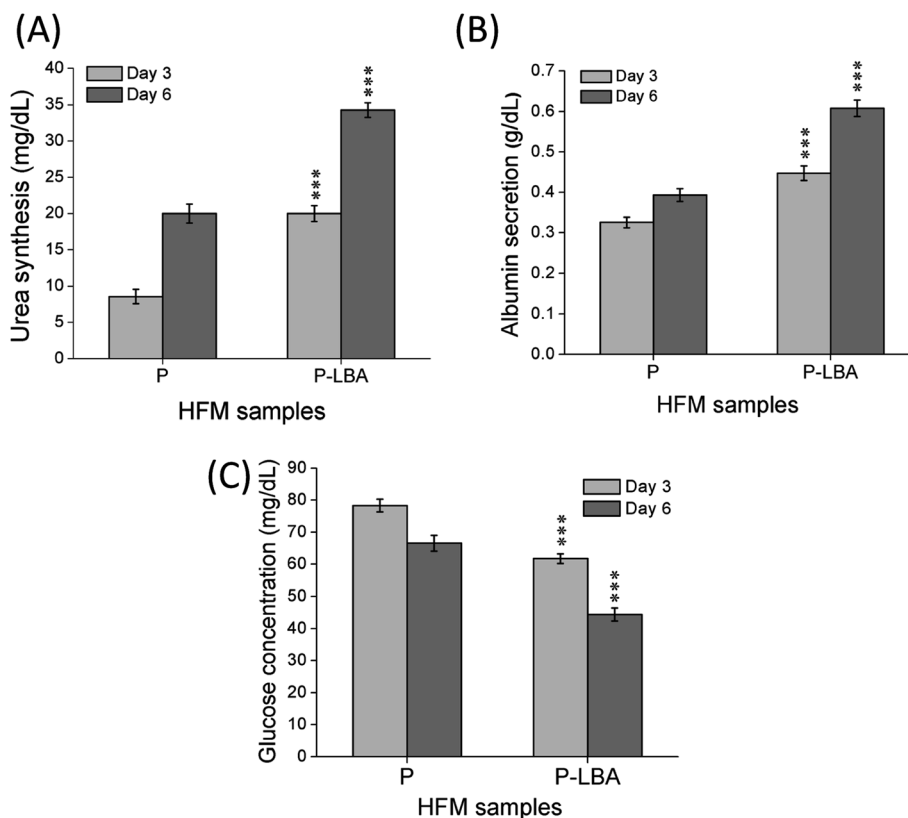 (A)
Urea synthesis (mg/dL)
Day 3
Day 6
40
35
30
25
20
15
10
5
0
***
***
P
P-LBA
HFM samples
(B)
Albumin secretion (g/dL)
Day 3
Day 6
0.7
0.6
0.5
0.4
0.3
0.2
0.0
***
***
P
P-LBA
HFM samples
(C)
Glucose concentration (mg/dL)
Day 3
Day 6
90
80
70
60
50
40
30
20
10
0
***
***
P
P-LBA
HFM samples